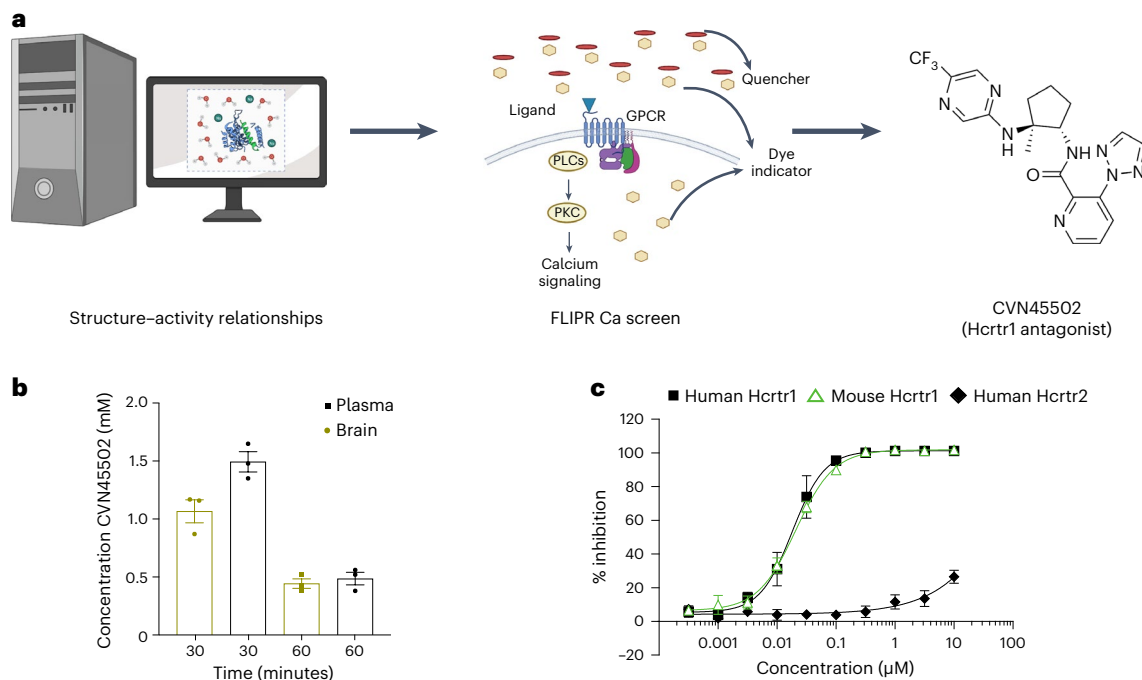 a
Quencher
Ligand
GPCR
PLCs
PKC
Calcium
signaling
Dye
indicator
CF3
N
N
N
H
NH
O
N
N
N
N
Structure–activity relationships
FLIPR Ca screen
CVN45502
(Hcrtr1 antagonist)
b
Concentration CVN45502 (mM)
2.0
1.5
1.0
0.5
0
Plasma
Brain
30
30
60
60
Time (minutes)
c
Human Hcrtr1
Mouse Hcrtr1
Human Hcrtr2
% inhibition
120
100
80
60
40
20
0
–20
0.001
0.01
0.1
1
10
100
Concentration (µM)